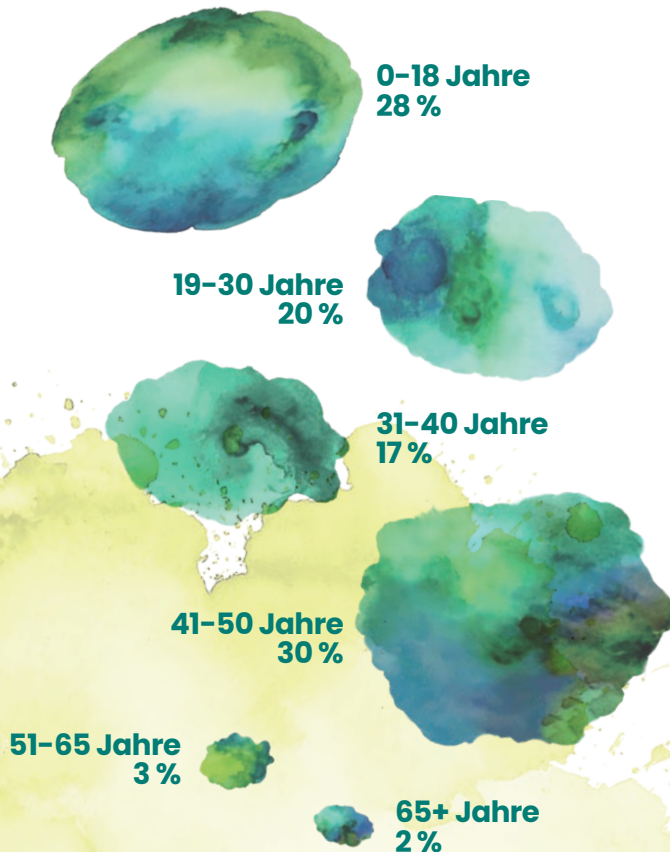 0-18 Jahre
28 %
19-30 Jahre
20 %
31-40 Jahre
17 %
41-50 Jahre
30 %
51-65 Jahre
3 %
65+ Jahre
2 %